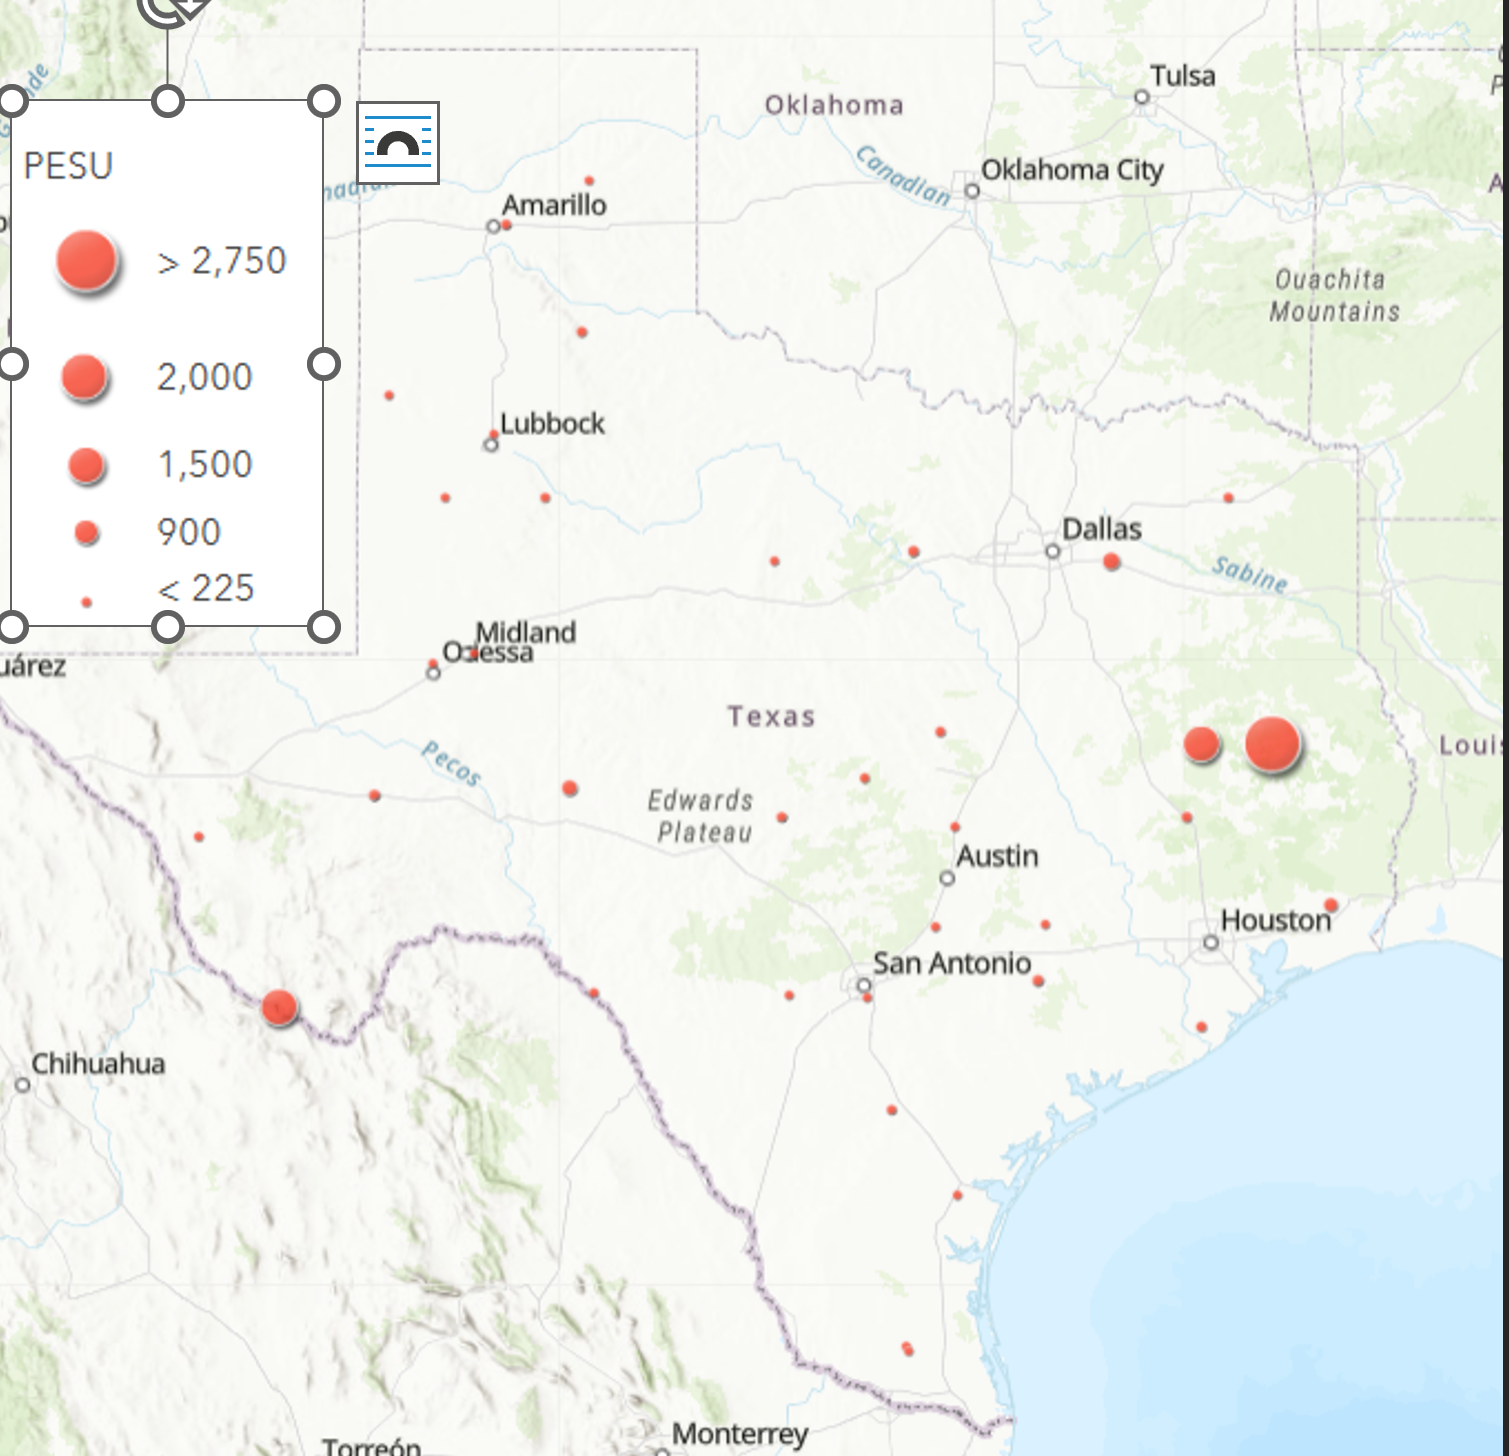 Tulsa
Oklahoma
Canadian
Oklahoma City
PESU
Amarillo
> 2,750
Ouachita
Mountains
2,000
Lubbock
1,500
900
Dallas
Sabine
< 225
Midland
Odessa
Texas
Pecos
Edwards
Plateau
Austin
Houston
San Antonio
Chihuahua
Monterrey
Torreón
uárez
Louis
nde
A
P